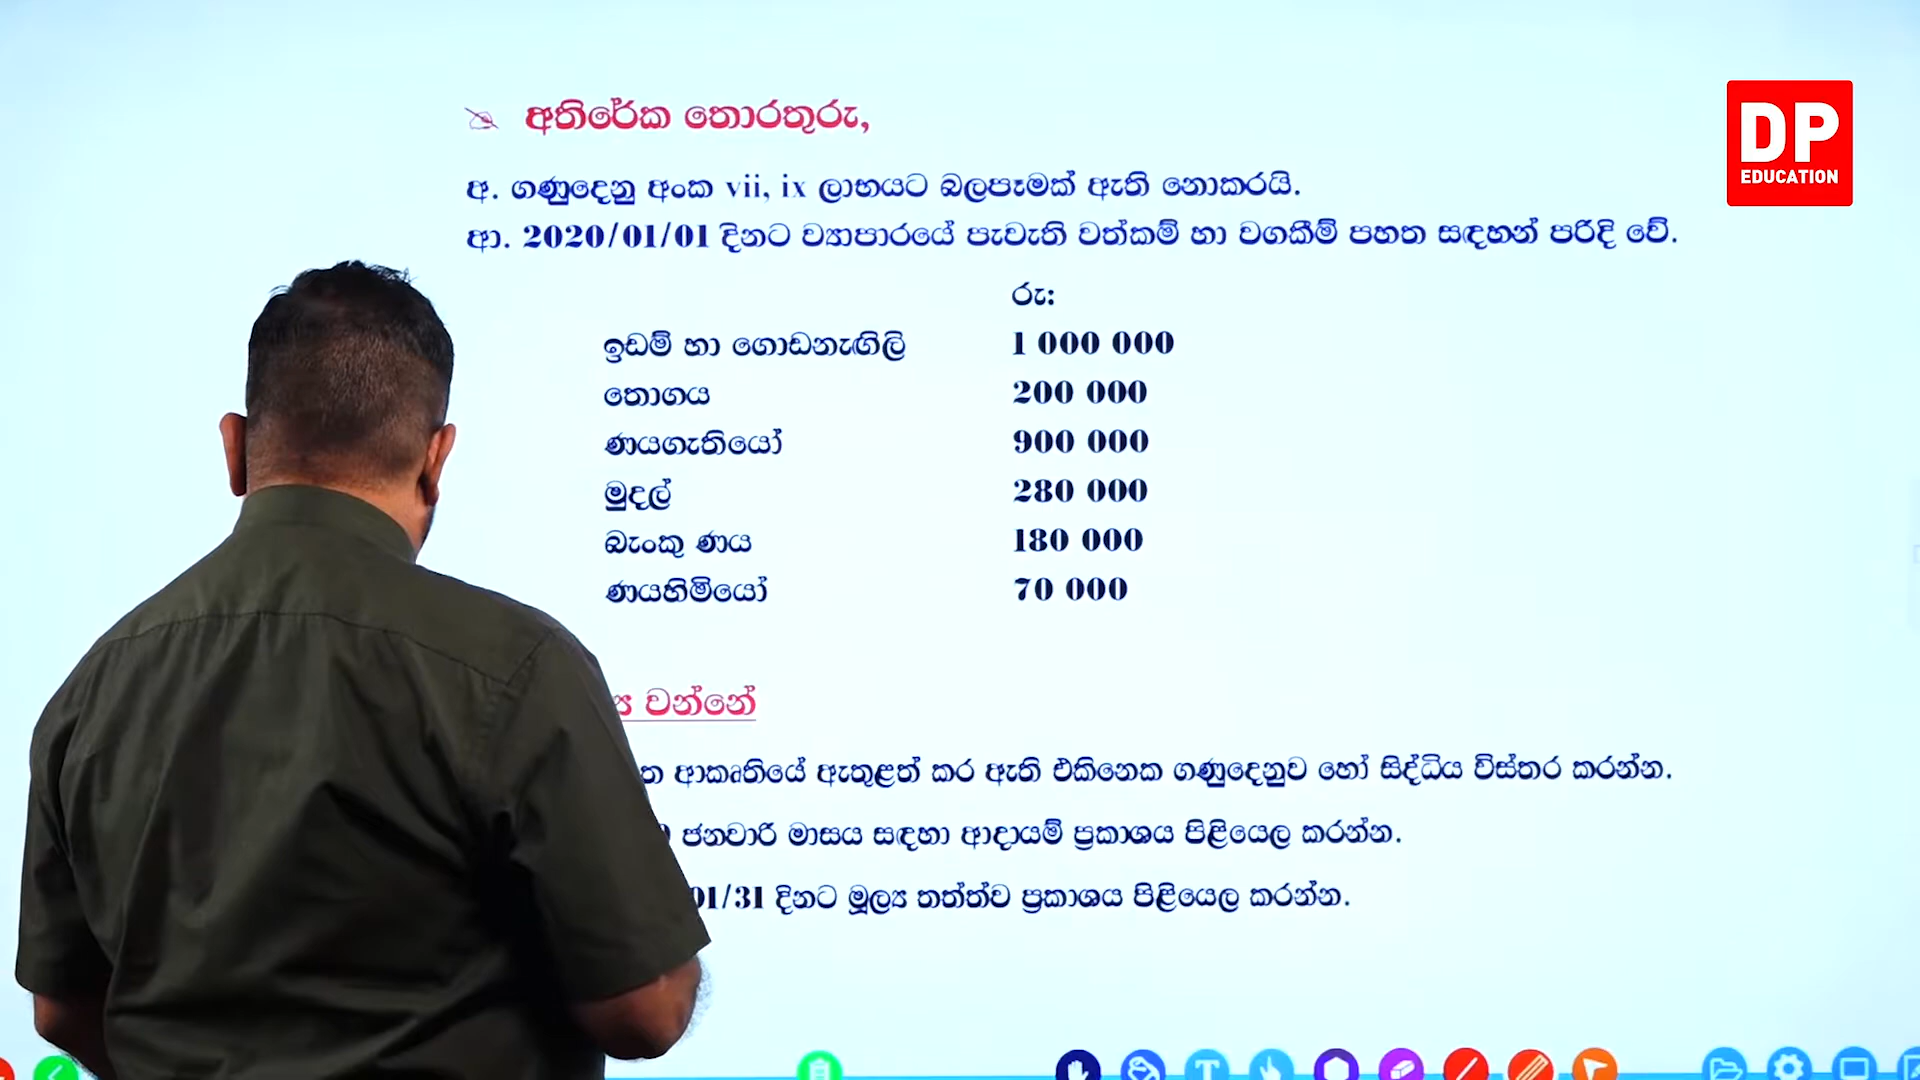 අතිරේක තොරතුරු,
DP
EDUCATION
අ. ගණුදෙනු අංක vii, ix ලාභයට බලපෑමක් ඇති නොකරයි.
ආ. 2020/01/01 දිනට ව්‍යාපාරයේ පැවැති වත්කම් හා වගකීම් පහත සඳහන් පරිදි වේ.
රු:
ඉඩම් හා ගොඩනැඟිලි 1 000 000
තොගය 200 000
ණයගැතියෝ 900 000
මුදල් 280 000
බැංකු ණය 180 000
ණයහිමියෝ 70 000
වන්නේ
ආකෘතියේ ඇතුළත් කර ඇති එකිනෙක ගණුදෙනුව හෝ සිද්ධිය විස්තර කරන්න.
ජනවාරි මාසය සඳහා ආදායම් ප්‍රකාශය පිළියෙල කරන්න.
01/31 දිනට මූල්‍ය තත්ත්ව ප්‍රකාශය පිළියෙල කරන්න.